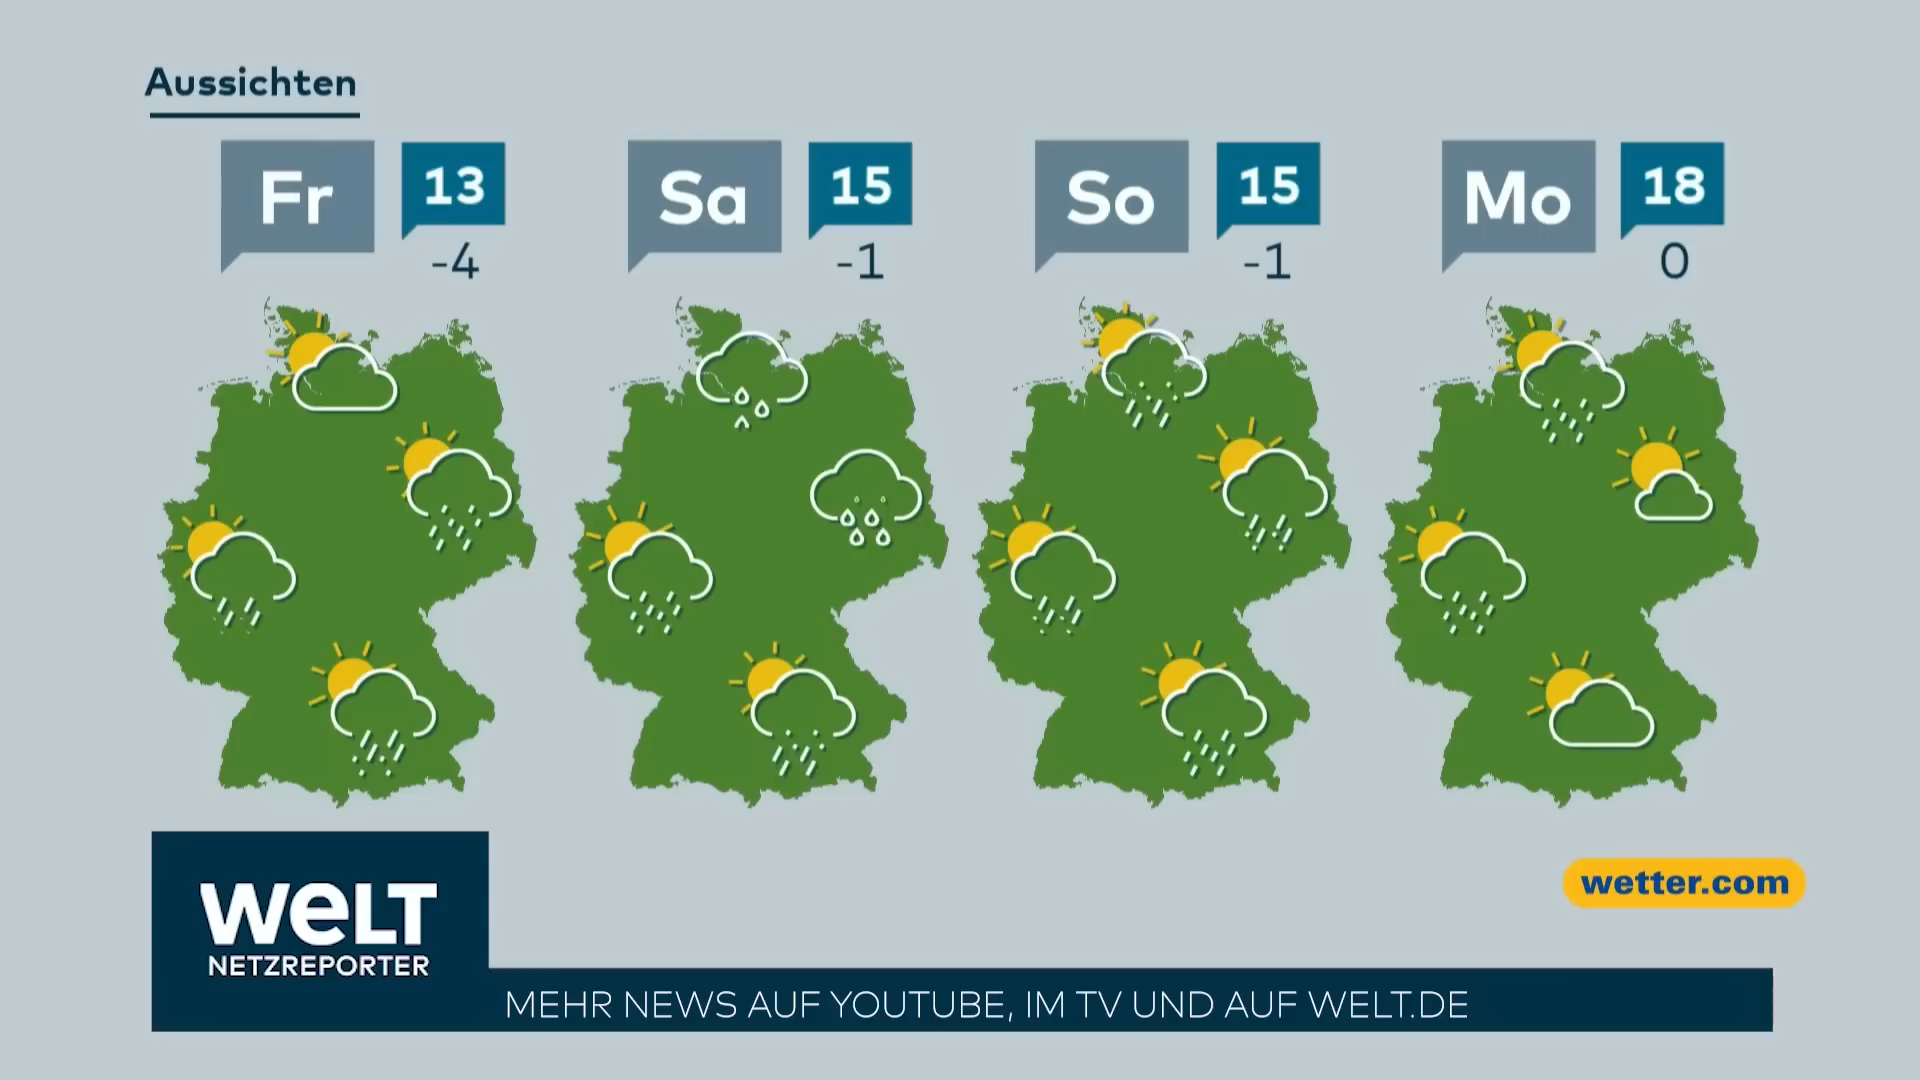 Aussichten
Fr 13 Sa 15 So 15 Mo 18
-4 -1 -1 0
wetter.com
WELT
NETZREPORTER
MEHR NEWS AUF YOUTUBE, IM TV UND AUF WELT.DE